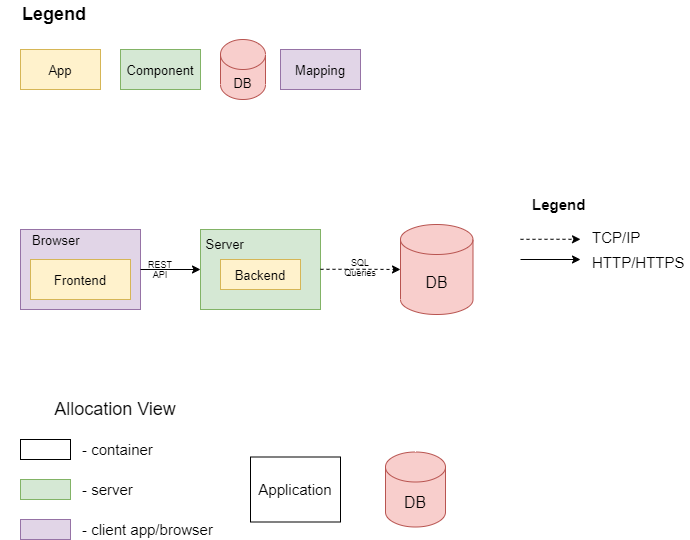 Legend
App
Component
DB
Mapping
Legend
Browser
Frontend
REST
API
Server
Backend
SQL
Queries
DB
TCP/IP
HTTP/HTTPS
Allocation View
- container
- server
- client app/browser
Application
DB